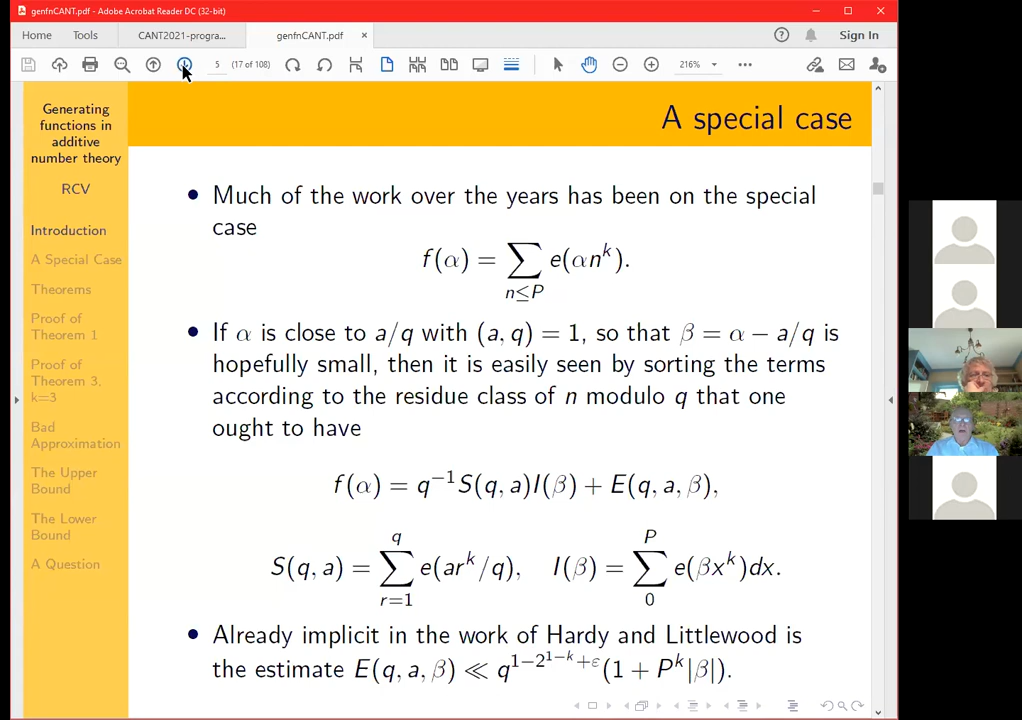 genfnCANT.pdf - Adobe Acrobat Reader DC (32-bit)
Home Tools CANT2021-progra... genfnCANT.pdf × Sign In
5 (17 of 108) 216%
Generating
functions in
additive
number theory
RCV
Introduction
A Special Case
Theorems
Proof of
Theorem 1
Proof of
Theorem 3,
k=3
Bad
Approximation
The Upper
Bound
The Lower
Bound
A Question
A special case
• Much of the work over the years has been on the special
case
f(α) = ∑_{n≤P} e(αn^k).
• If α is close to a/q with (a, q) = 1, so that β = α − a/q is
hopefully small, then it is easily seen by sorting the terms
according to the residue class of n modulo q that one
ought to have
f(α) = q^{−1}S(q, a)I(β) + E(q, a, β),
S(q, a) = ∑_{r=1}^{q} e(ar^k/q), I(β) = ∑_{0}^{P} e(βx^k)dx.
• Already implicit in the work of Hardy and Littlewood is
the estimate E(q, a, β) ≪ q^{1−2^{1−k}+ε}(1 + P^k|β|).